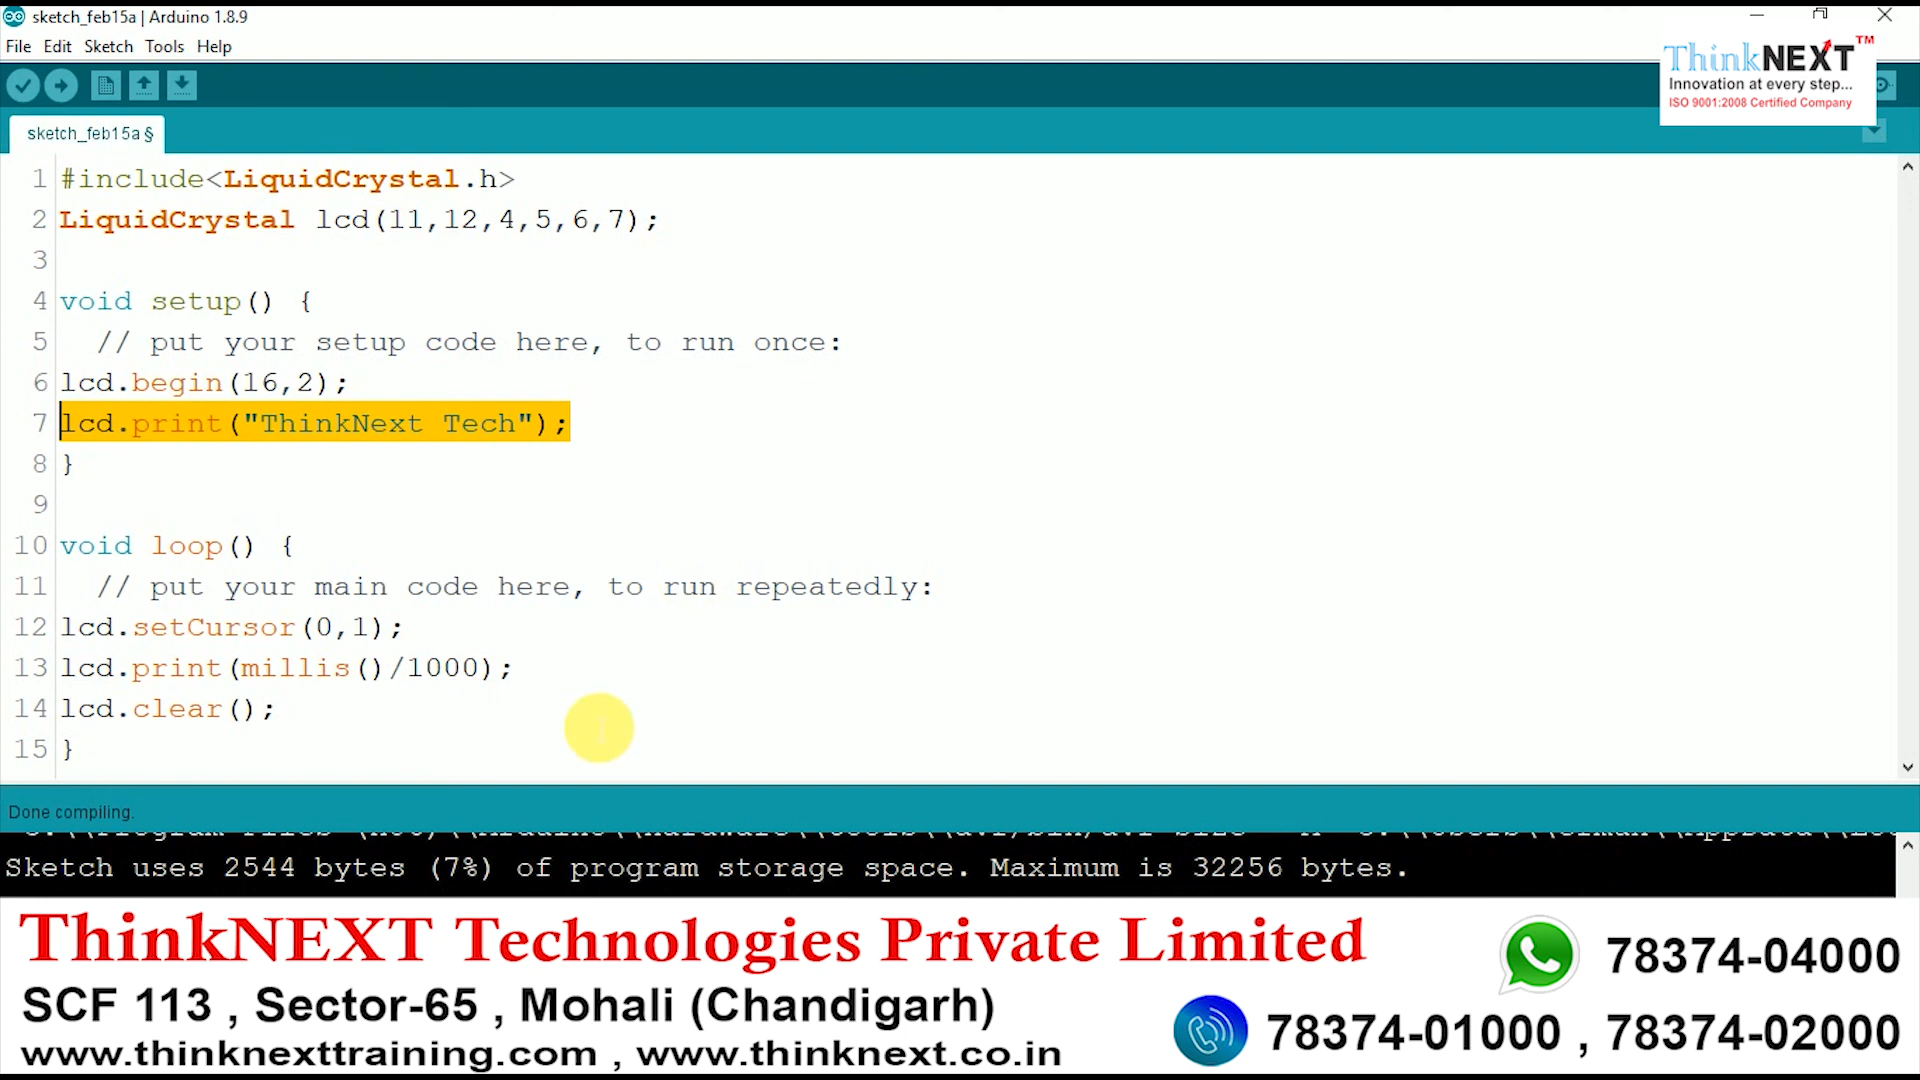 sketch_feb15a | Arduino 1.8.9
File Edit Sketch Tools Help
ThinkNEXT™
Innovation at every step...
ISO 9001:2008 Certified Company
sketch_feb15a §
1 #include<LiquidCrystal.h>
2 LiquidCrystal lcd(11,12,4,5,6,7);
3
4 void setup() {
5 // put your setup code here, to run once:
6 lcd.begin(16,2);
7 lcd.print("ThinkNext Tech");
8 }
9
10 void loop() {
11 // put your main code here, to run repeatedly:
12 lcd.setCursor(0,1);
13 lcd.print(millis()/1000);
14 lcd.clear();
15 }
Done compiling.
Sketch uses 2544 bytes (7%) of program storage space. Maximum is 32256 bytes.
ThinkNEXT Technologies Private Limited
78374-04000
SCF 113 , Sector-65 , Mohali (Chandigarh)
78374-01000 , 78374-02000
www.thinknexttraining.com , www.thinknext.co.in